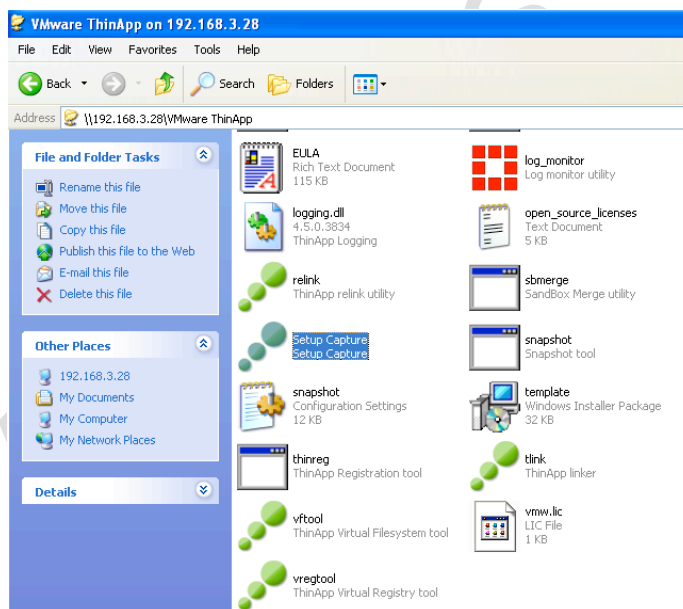 VMware ThinApp on 192.168.3.28
File Edit View Favorites Tools Help
Back Search Folders
Address \\192.168.3.28\VMware ThinApp
File and Folder Tasks
Rename this file
Move this file
Copy this file
Publish this file to the Web
E-mail this file
Delete this file
Other Places
192.168.3.28
My Documents
My Computer
My Network Places
Details
EULA
Rich Text Document
115 KB
log_monitor
Log monitor utility
logging.dll
4.5.0.3834
ThinApp Logging
open_source_licenses
Text Document
5 KB
relink
ThinApp relink utility
sbmerge
SandBox Merge utility
Setup Capture
Setup Capture
snapshot
Snapshot tool
snapshot
Configuration Settings
12 KB
template
Windows Installer Package
32 KB
thinreg
ThinApp Registration tool
tlink
ThinApp linker
vftool
ThinApp Virtual Filesystem tool
vmw.lic
LIC File
1 KB
vregtool
ThinApp Virtual Registry tool